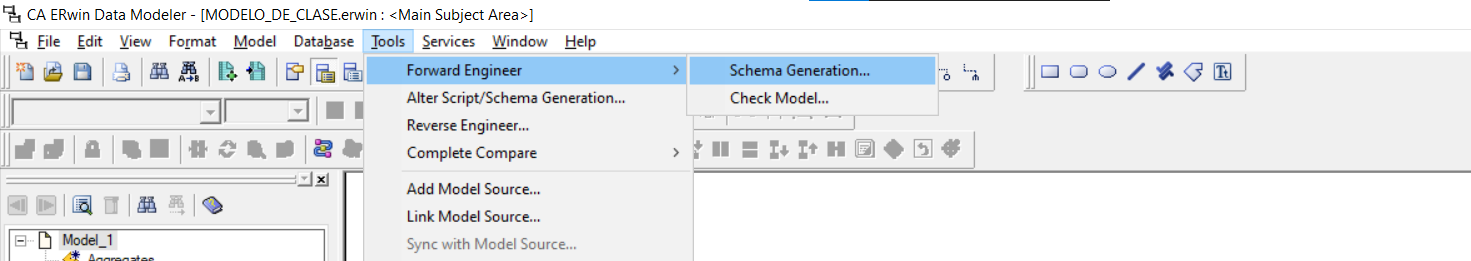 CA ERwin Data Modeler - [MODELO_DE_CLASE.erwin : <Main Subject Area>]
File Edit View Format Model Database Tools Services Window Help
Forward Engineer
Schema Generation...
Alter Script/Schema Generation...
Check Model...
Reverse Engineer...
Complete Compare
Add Model Source...
Link Model Source...
Sync with Model Source...
Model_1
Aggregates